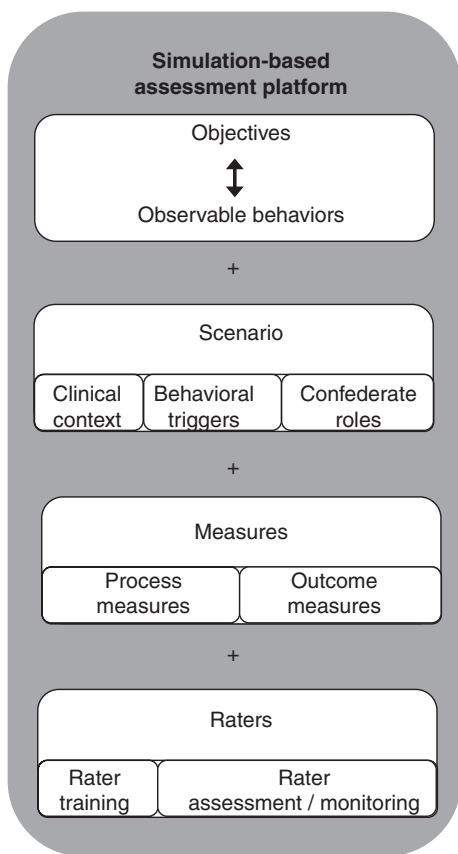 Simulation-based
assessment platform
Objectives
Observable behaviors
+
Scenario
Clinical
context
Behavioral
triggers
Confederate
roles
+
Measures
Process
measures
Outcome
measures
+
Raters
Rater
training
Rater
assessment / monitoring